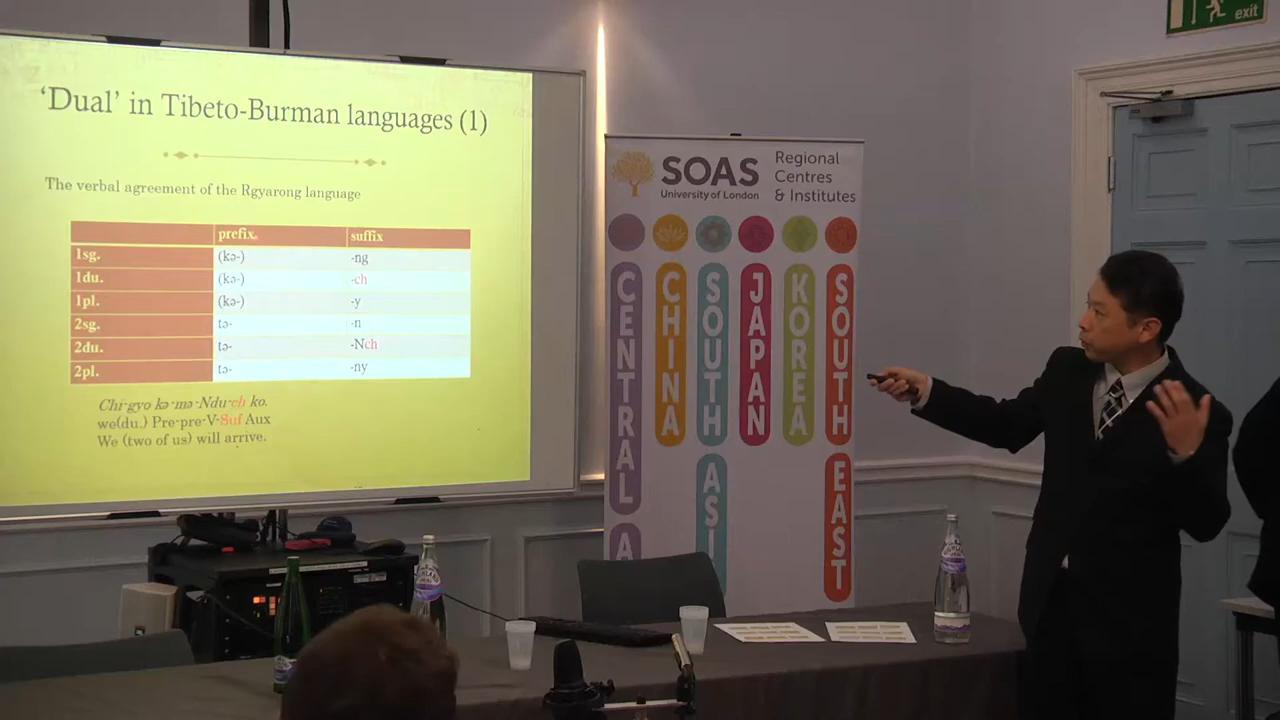 ‘Dual’ in Tibeto-Burman languages (1)
The verbal agreement of the Rgyarong language
prefix. suffix
1sg. (kə-) -ng
1du. (kə-) -ch
1pl. (kə-) -y
2sg. tə- -n
2du. tə- -Nch
2pl. tə- -ny
Chi-gyo kə-mə-Ndu-ch ko.
we(du.) Pre-pre-V-Suf Aux
We (two of us) will arrive.
SOAS
University of London
Regional
Centres
& Institutes
CENTRAL A
CHINA
SOUTH ASI
JAPAN
KOREA
SOUTH EAST
exit